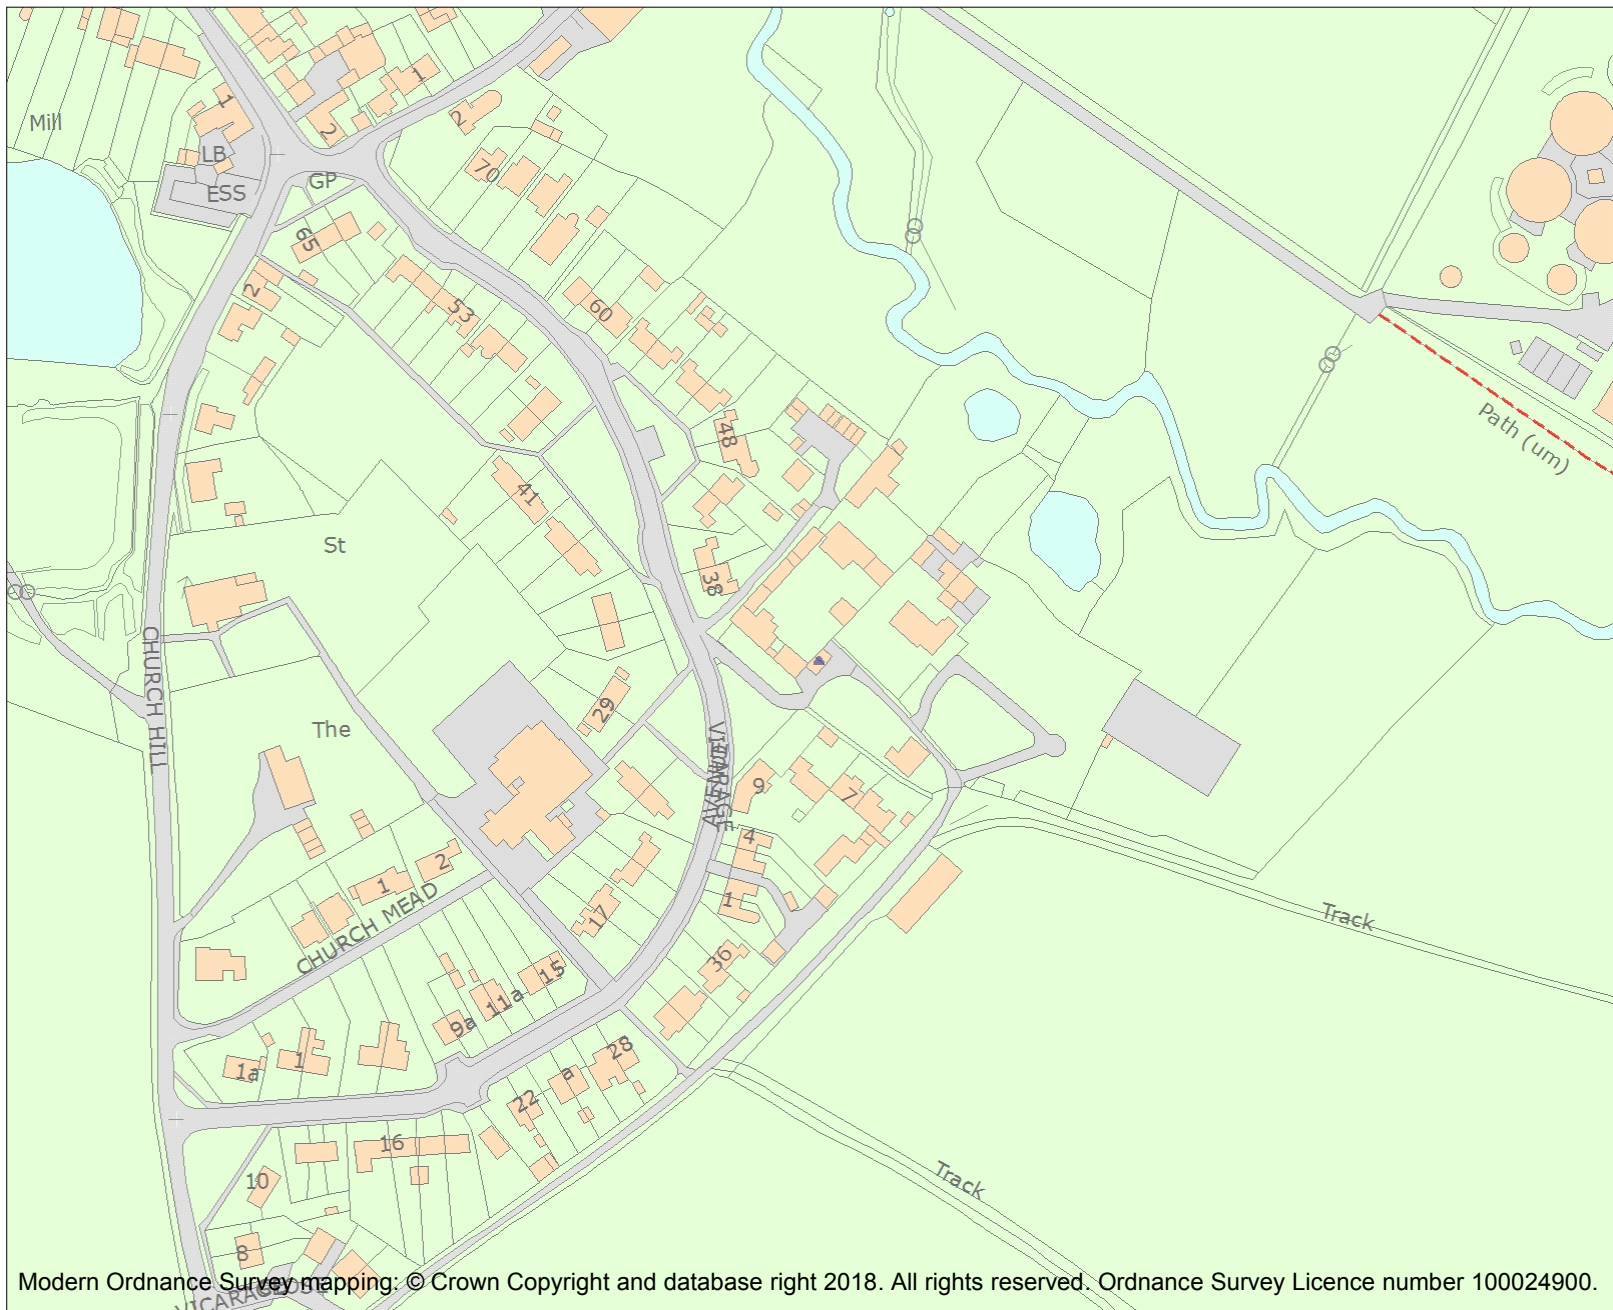 1
2
1
2
Mill
LB
70
GP
ESS
65
2
53
60
Path (um)
48
41
St
38
CHURCH HILL
29
The
VICARAGE
9
7
4
2
1
1
CHURCH MEAD
17
Track
36
15
11a
9a
28
1
1a
a
22
16
Track
10
8
Modern Ordnance Survey mapping: © Crown Copyright and database right 2018. All rights reserved. Ordnance Survey Licence number 100024900.